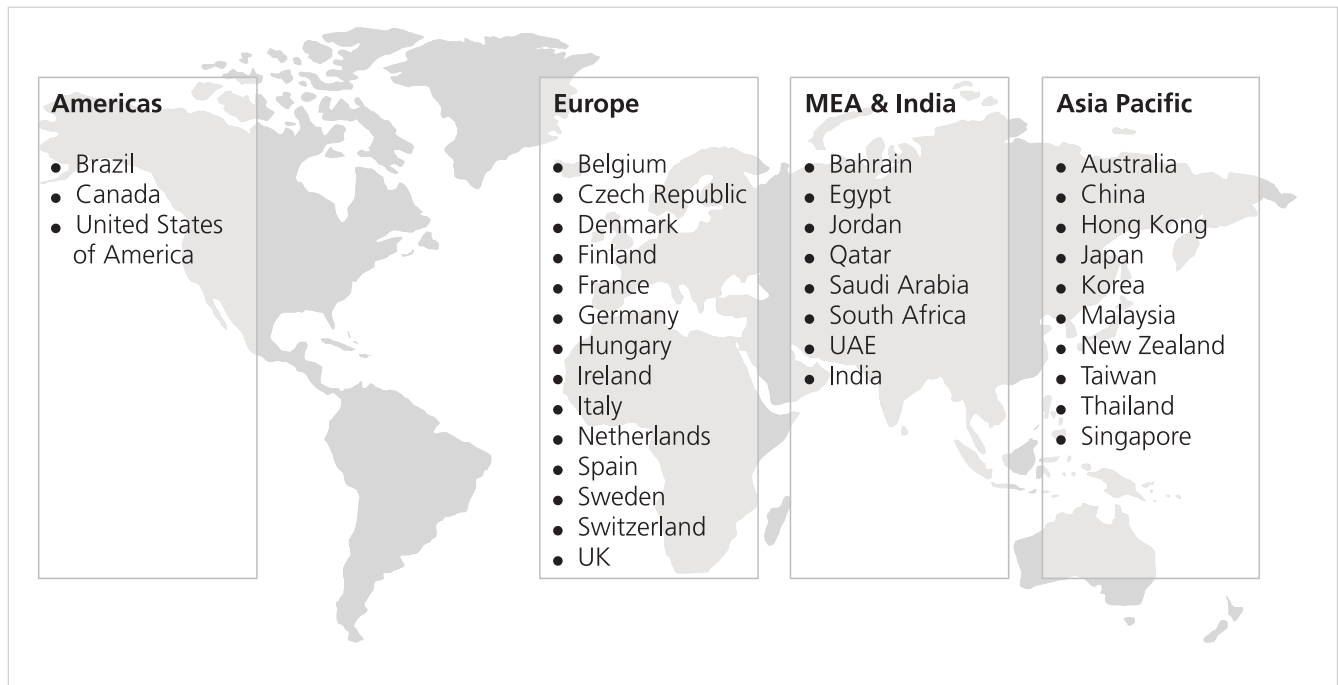 Americas
• Brazil
• Canada
• United States
of America
Europe
• Belgium
• Czech Republic
• Denmark
• Finland
• France
• Germany
• Hungary
• Ireland
• Italy
• Netherlands
• Spain
• Sweden
• Switzerland
• UK
MEA & India
• Bahrain
• Egypt
• Jordan
• Qatar
• Saudi Arabia
• South Africa
• UAE
• India
Asia Pacific
• Australia
• China
• Hong Kong
• Japan
• Korea
• Malaysia
• New Zealand
• Taiwan
• Thailand
• Singapore